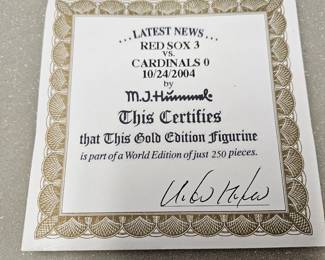 ...LATEST NEWS...
RED SOX 3
vs.
CARDINALS 0
10/24/2004
by
M.J.Hummel
This Certifies
that This Gold Edition Figurine
is part of a World Edition of just 250 pieces.